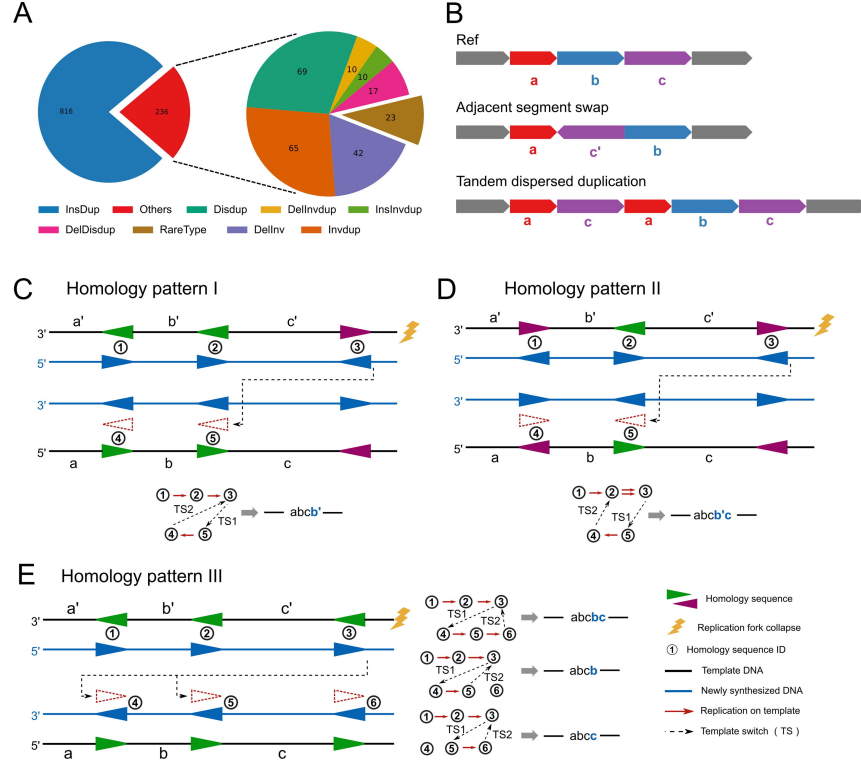 A
816
236
69
10
10
17
23
42
65
InsDup Others Disdup DelInvdup InsInvdup
DelDisdup RareType DelInv Invdup
B
Ref
a b c
Adjacent segment swap
a c' b
Tandem dispersed duplication
a c a b c
C Homology pattern I
a' b' c'
3'
1 2 3
5'
3'
4 5
5'
a b c
1 2 3
TS2 TS1
abcb'
4 5
D Homology pattern II
a' b' c'
3'
1 2 3
5'
3'
4 5
5'
a b c
1 2 3
TS2 TS1
abcb'c
4 5
E Homology pattern III
a' b' c'
3'
1 2 3
5'
4 5 6
3'
5'
a b c
1 2 3
TS1 TS2
abcbc
4 5 6
1 2 3
TS1 TS2
abcb
4 5 6
1 2 3
TS1 TS2
abcc
4 5 6
Homology sequence
Replication fork collapse
1 Homology sequence ID
Template DNA
Newly synthesized DNA
Replication on template
Template switch ( TS )